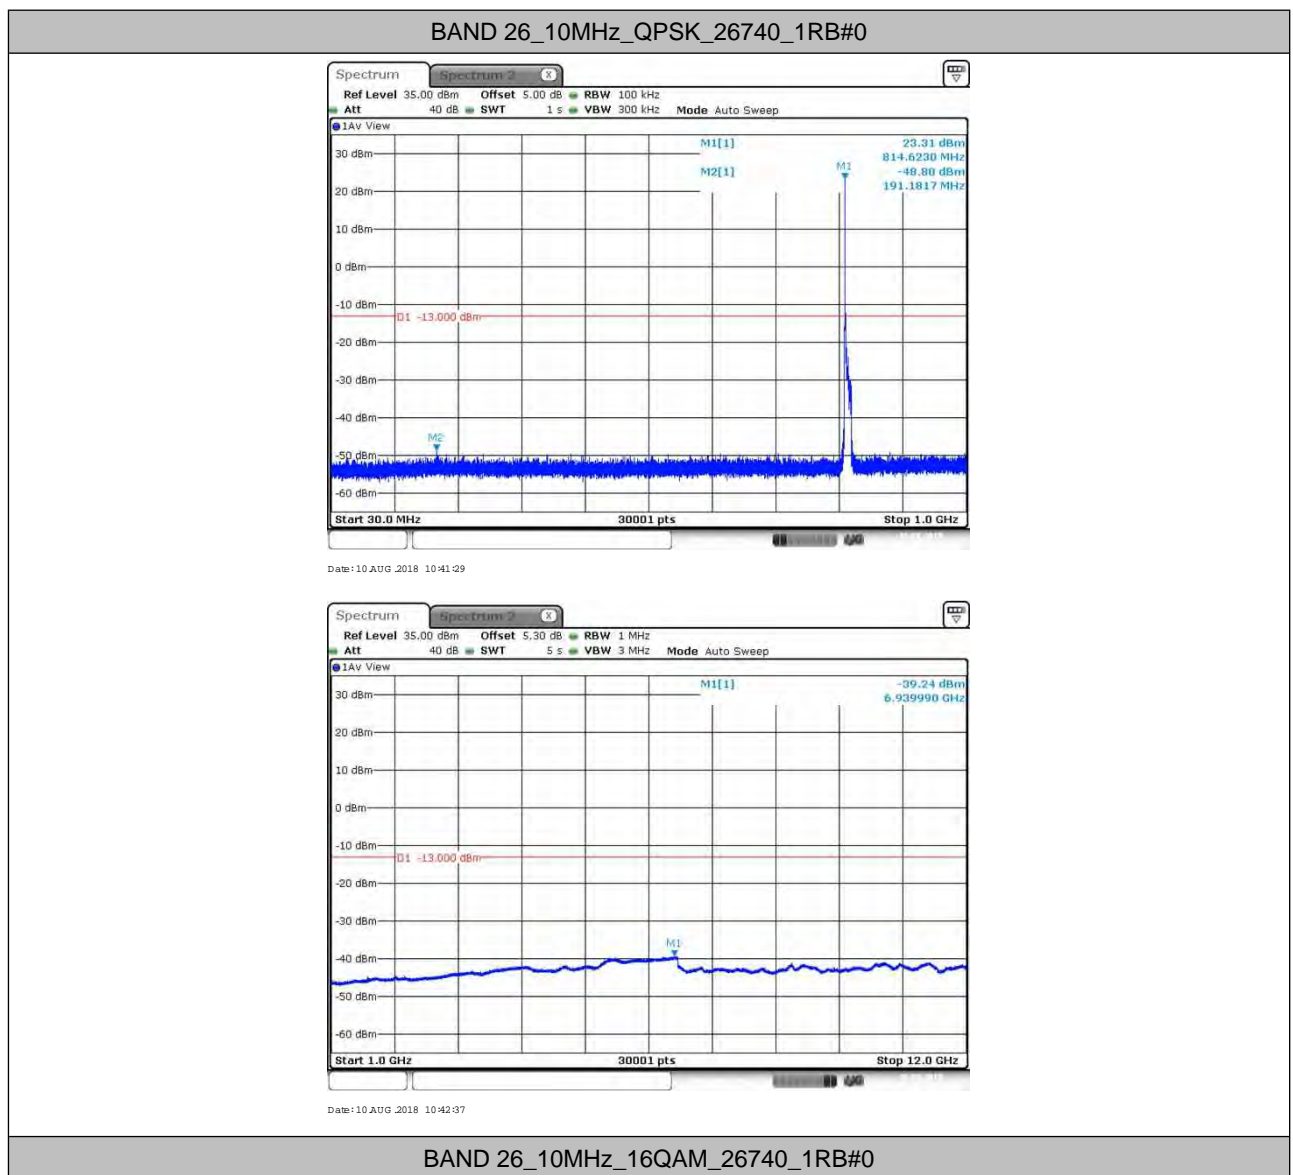 BAND 26_10MHz_QPSK_26740_1RB#0
Spectrum Spectrum 2 X
Ref Level 35.00 dBm Offset 5.00 dB RBW 100 kHz
Att 40 dB SWT 1 s VBW 300 kHz Mode Auto Sweep
1Av View
M1[1] 23.31 dBm
814.6230 MHz
M2[1] -48.80 dBm
191.1817 MHz
M1
30 dBm
20 dBm
10 dBm
0 dBm
-10 dBm
D1 -13.000 dBm
-20 dBm
-30 dBm
-40 dBm
M2
-50 dBm
-60 dBm
Start 30.0 MHz 30001 pts Stop 1.0 GHz
Date: 10.AUG.2018 10:41:29
Spectrum Spectrum 2 X
Ref Level 35.00 dBm Offset 5.30 dB RBW 1 MHz
Att 40 dB SWT 5 s VBW 3 MHz Mode Auto Sweep
1Av View
M1[1] -39.24 dBm
6.939990 GHz
30 dBm
20 dBm
10 dBm
0 dBm
-10 dBm
D1 -13.000 dBm
-20 dBm
-30 dBm
M1
-40 dBm
-50 dBm
-60 dBm
Start 1.0 GHz 30001 pts Stop 12.0 GHz
Date: 10.AUG.2018 10:42:37
BAND 26_10MHz_16QAM_26740_1RB#0